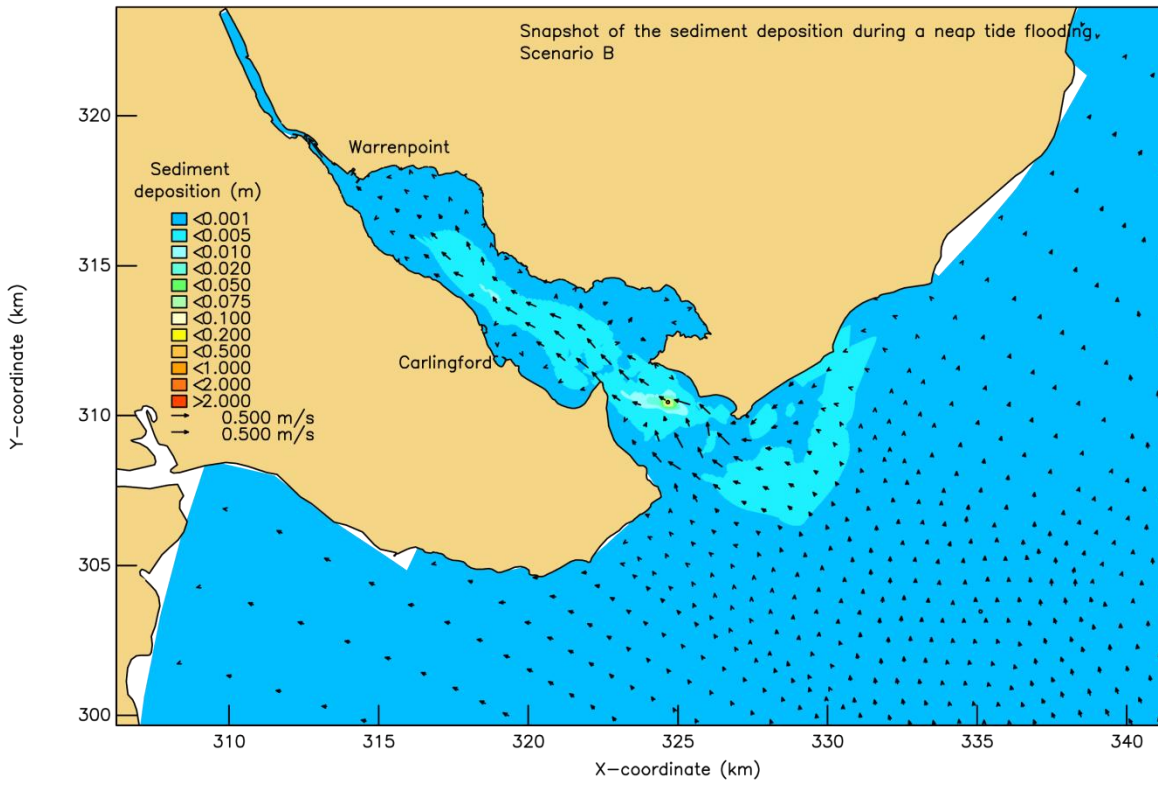 Snapshot of the sediment deposition during a neap tide flooding.
Scenario B
320
Warrenpoint
Sediment
deposition (m)
<0.001
<0.005
<0.010
<0.020
<0.050
<0.075
<0.100
<0.200
<0.500
<1.000
<2.000
>2.000
0.500 m/s
0.500 m/s
315
Carlingford
310
305
300
Y-coordinate (km)
310 315 320 325 330 335 340
X-coordinate (km)